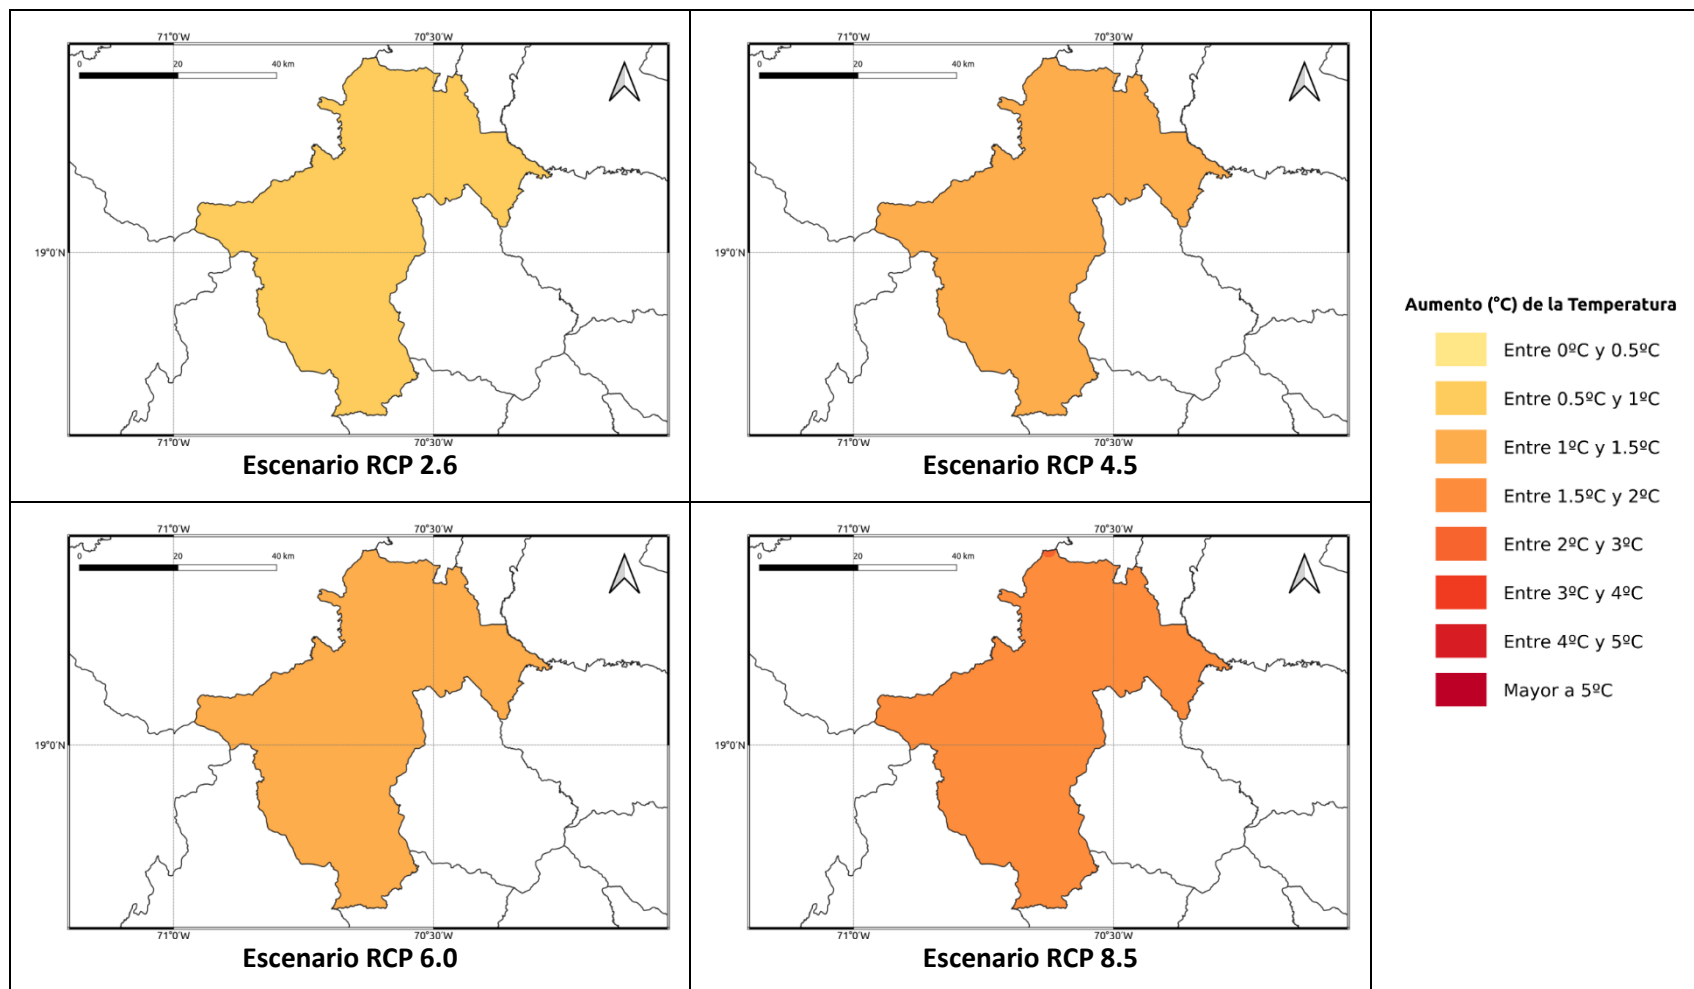 71°0'W 70°30'W
0 20 40 km
19°0'N
71°0'W 70°30'W
Escenario RCP 2.6
71°0'W 70°30'W
0 20 40 km
19°0'N
71°0'W 70°30'W
Escenario RCP 4.5
71°0'W 70°30'W
0 20 40 km
19°0'N
71°0'W 70°30'W
Escenario RCP 6.0
71°0'W 70°30'W
0 20 40 km
19°0'N
71°0'W 70°30'W
Escenario RCP 8.5
Aumento (°C) de la Temperatura
Entre 0ºC y 0.5ºC
Entre 0.5ºC y 1ºC
Entre 1ºC y 1.5ºC
Entre 1.5ºC y 2ºC
Entre 2ºC y 3ºC
Entre 3ºC y 4ºC
Entre 4ºC y 5ºC
Mayor a 5ºC